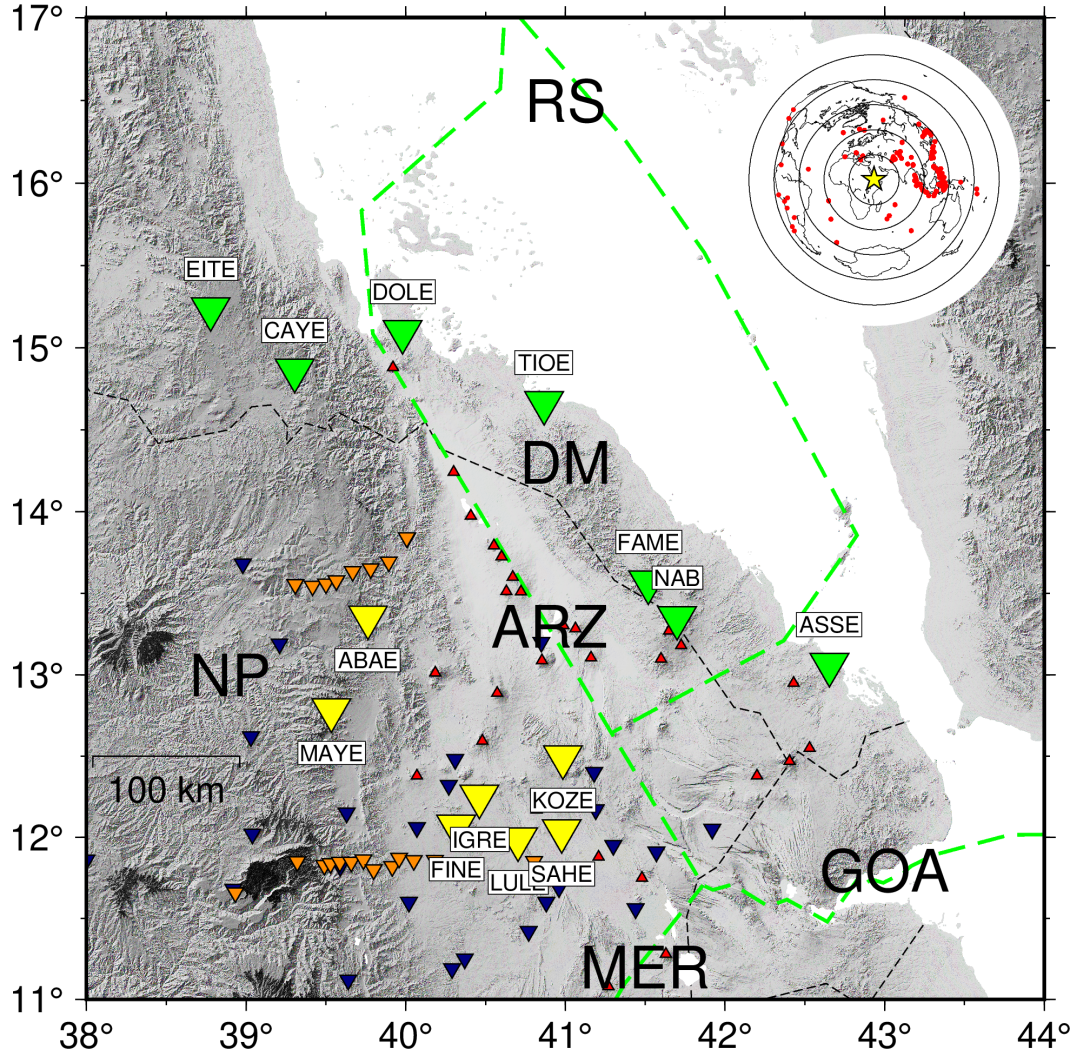 17°
RS
16°
EITE
DOLE
CAYE
15°
TIOE
DM
14°
FAME
NAB
ASSE
ARZ
ABAE
NP
13°
MAYE
100 km
KOZE
12°
IGRE
FINE
SAHE
LULE
GOA
MER
11°
38°
39°
40°
41°
42°
43°
44°